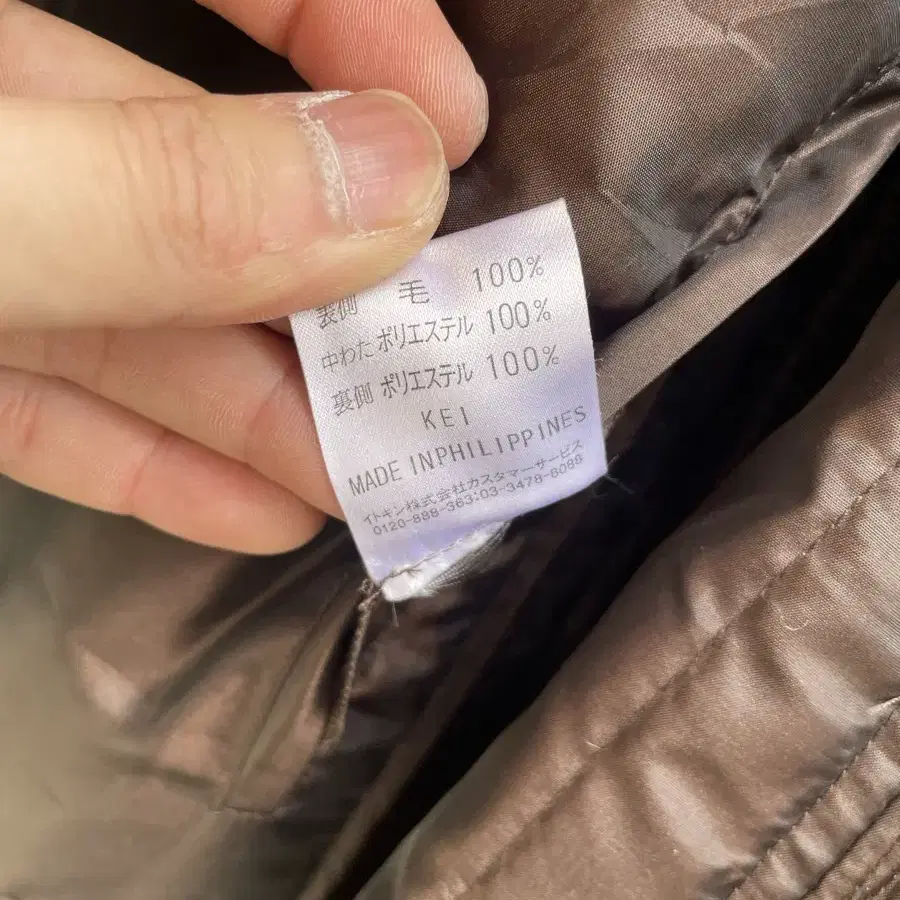 表側 毛 100%
中わた ポリエステル 100%
裏側 ポリエステル 100%
KEI
MADE INPHILIPPINES
イトキン株式会社カスタマーサービス
0120-888-363:03-3478-8088